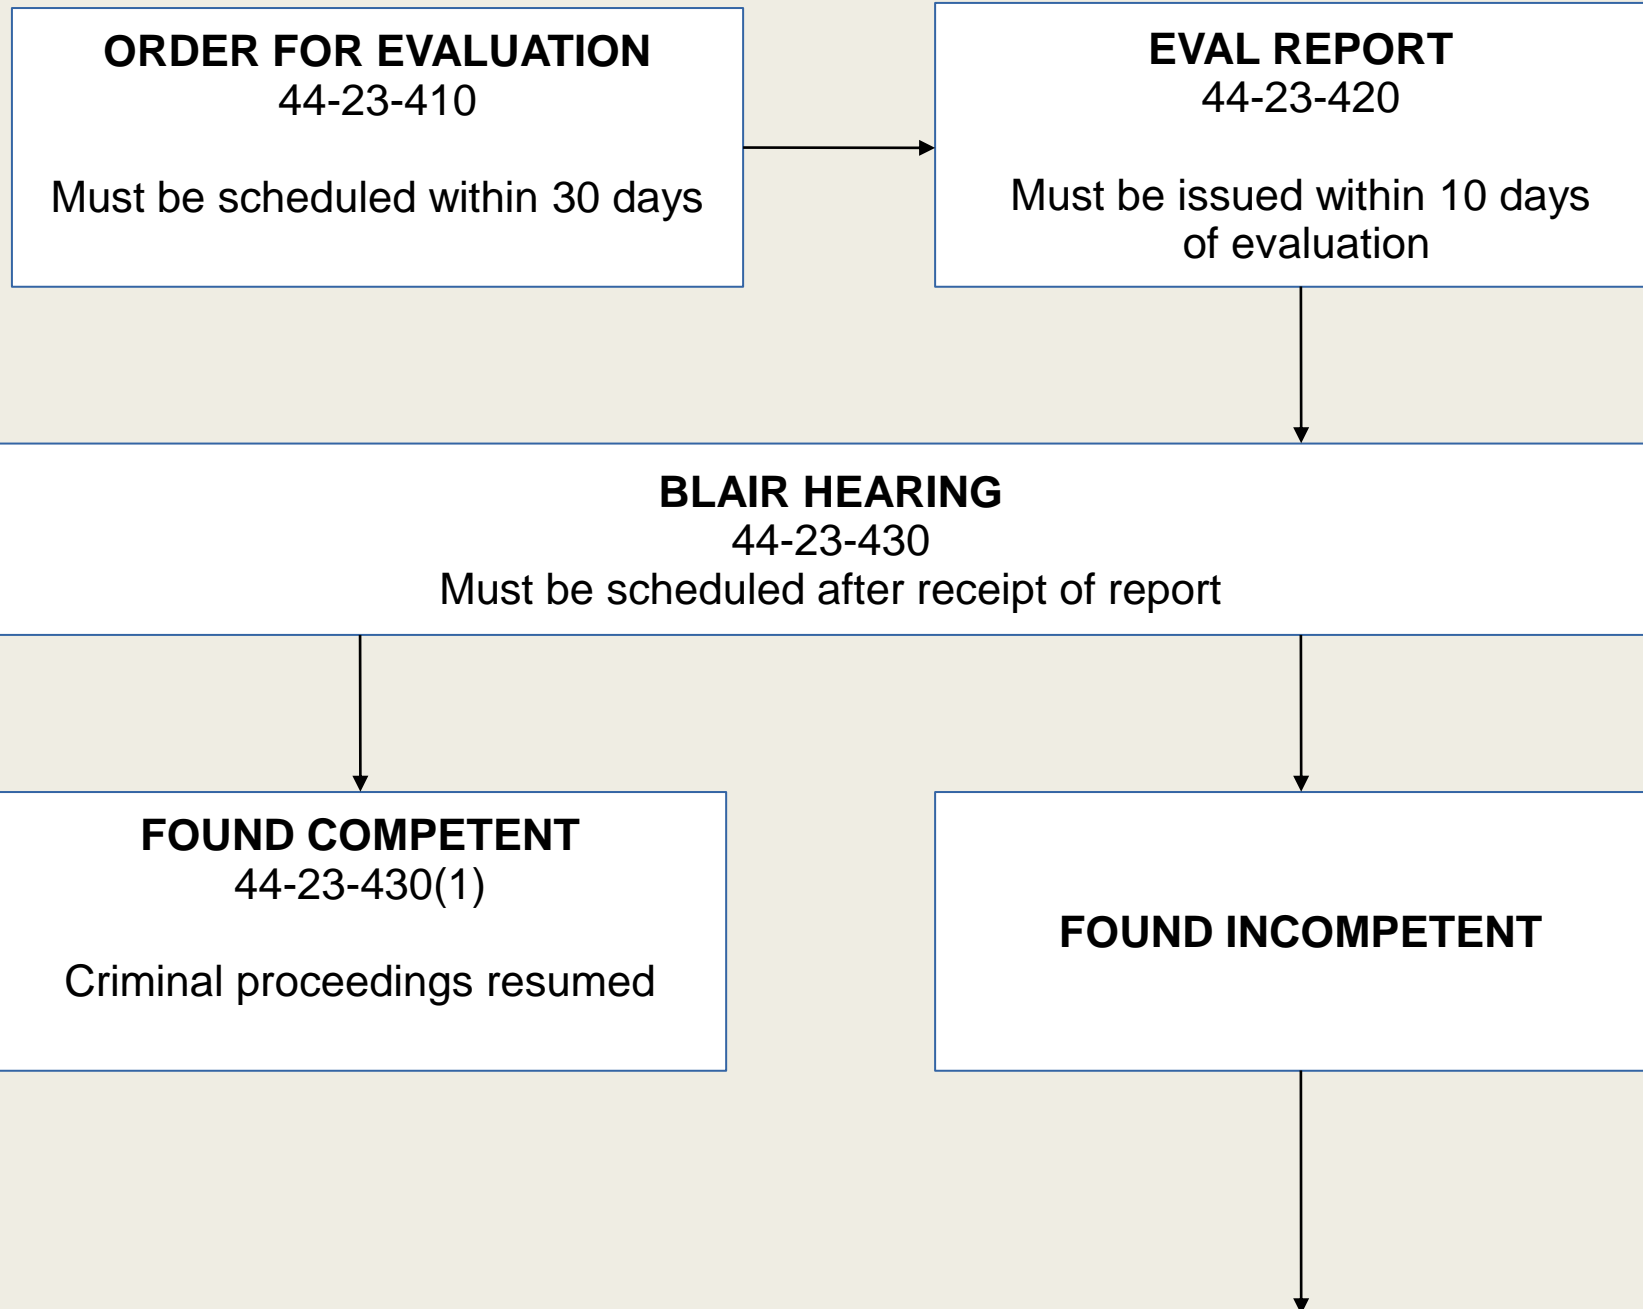 ORDER FOR EVALUATION
44-23-410
Must be scheduled within 30 days
EVAL REPORT
44-23-420
Must be issued within 10 days
of evaluation
BLAIR HEARING
44-23-430
Must be scheduled after receipt of report
FOUND COMPETENT
44-23-430(1)
Criminal proceedings resumed
FOUND INCOMPETENT